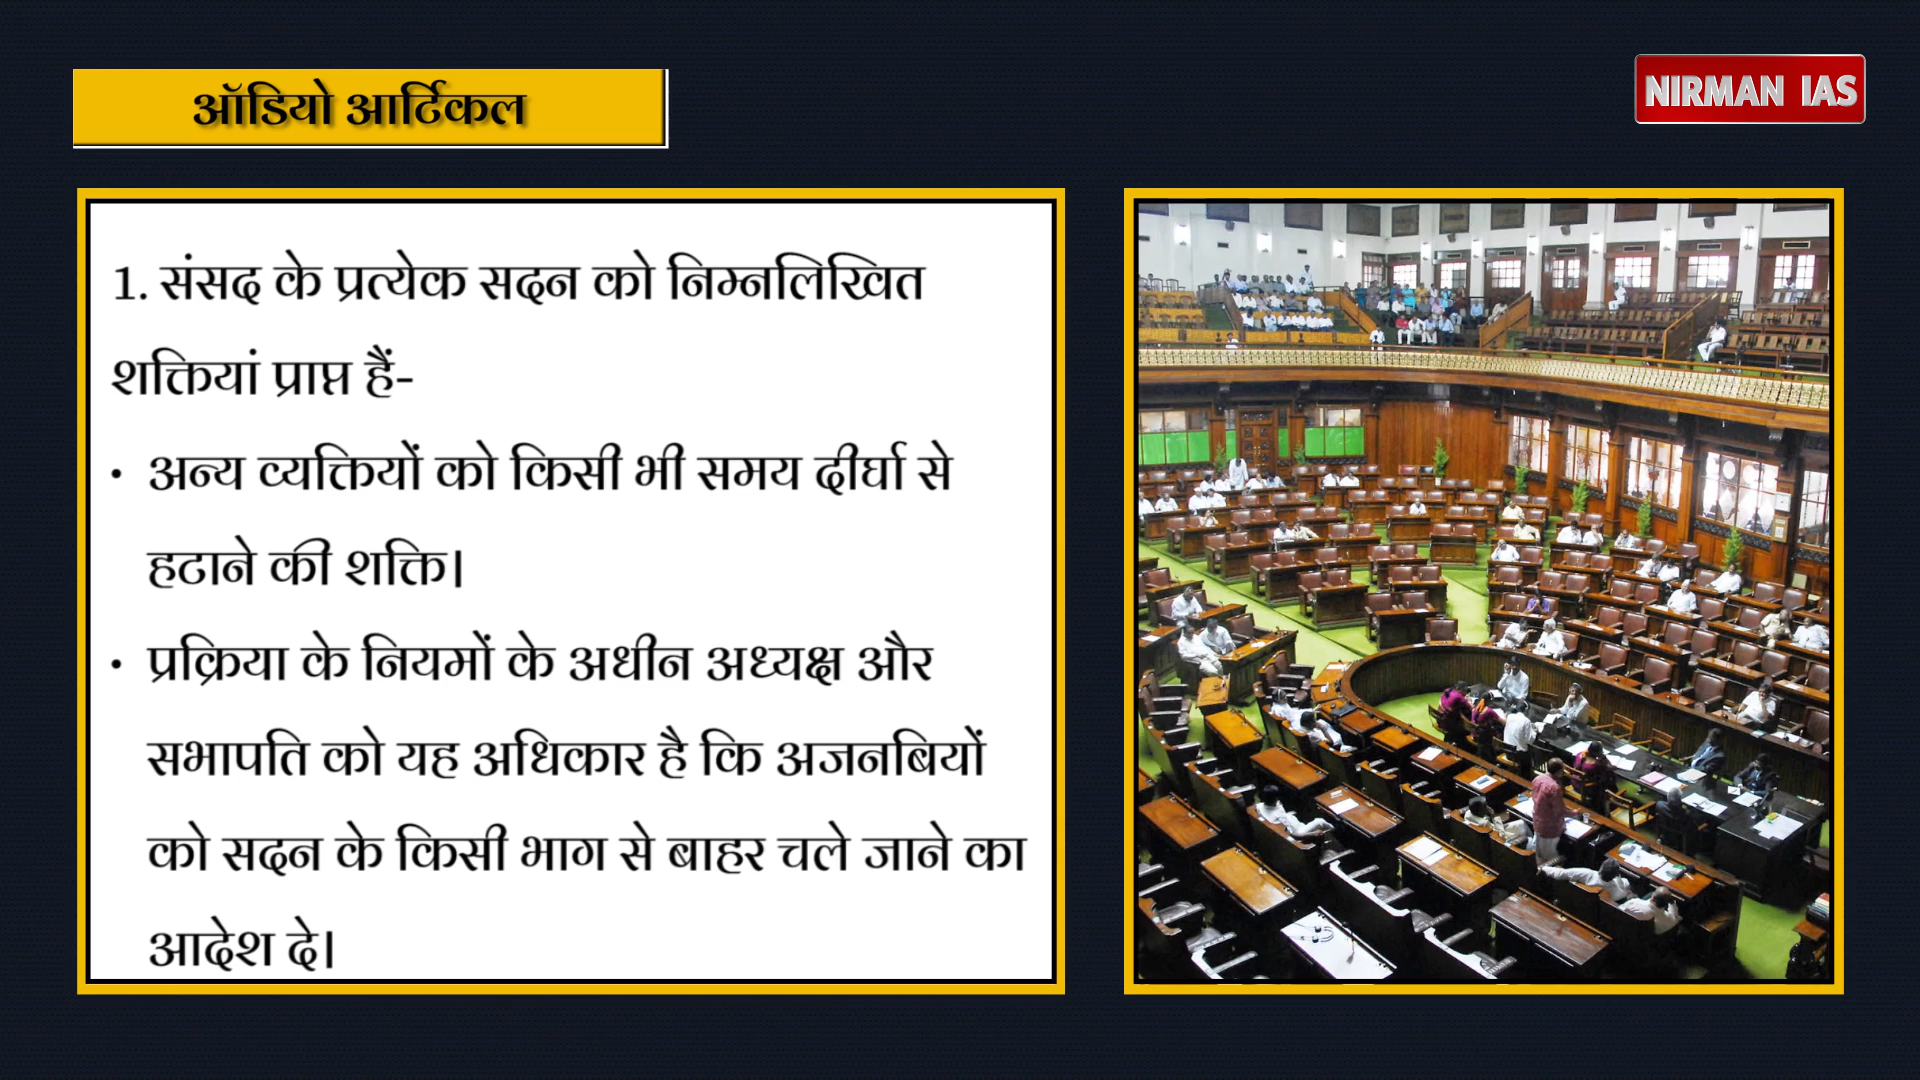 ऑडियो आर्टिकल
NIRMAN IAS
1. संसद के प्रत्येक सदन को निम्नलिखित
शक्तियां प्राप्त हैं-
• अन्य व्यक्तियों को किसी भी समय दीर्घा से
हटाने की शक्ति।
• प्रक्रिया के नियमों के अधीन अध्यक्ष और
सभापति को यह अधिकार है कि अजनबियों
को सदन के किसी भाग से बाहर चले जाने का
आदेश दे।